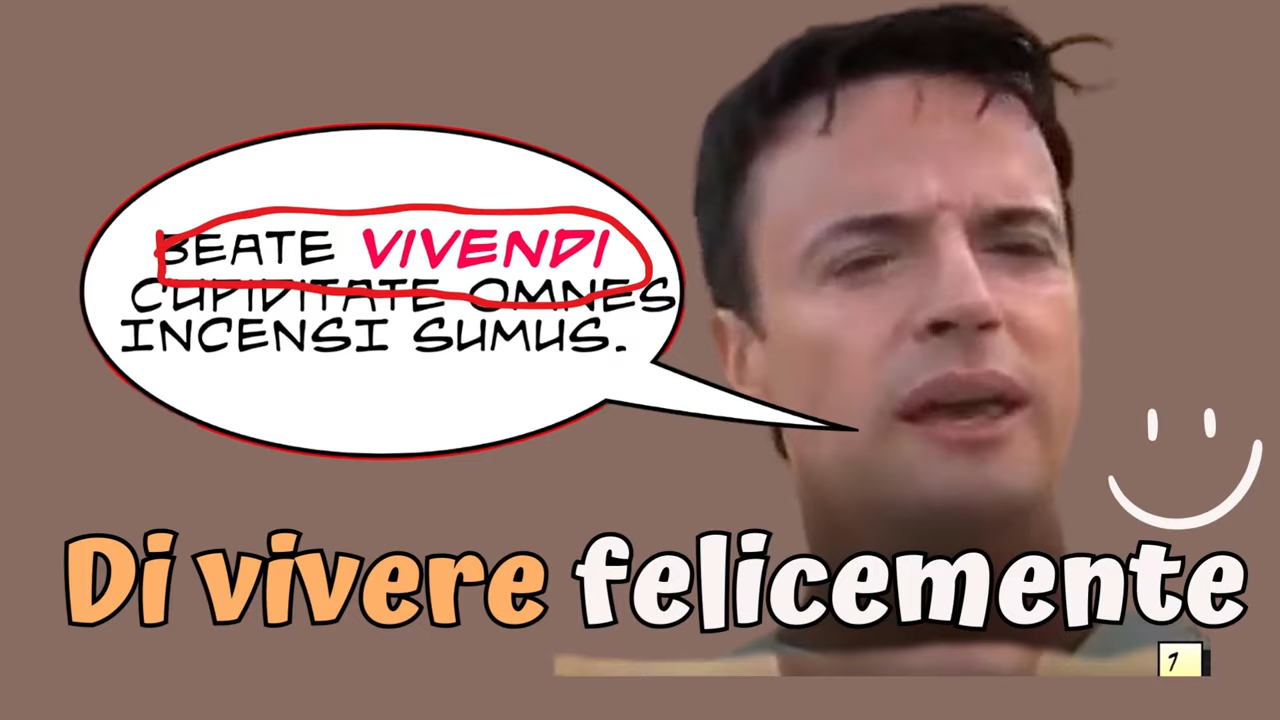 BEATE VIVENDI
CUPIDITATE OMNES
INCENSI SUMUS.
Di vivere felicemente
1